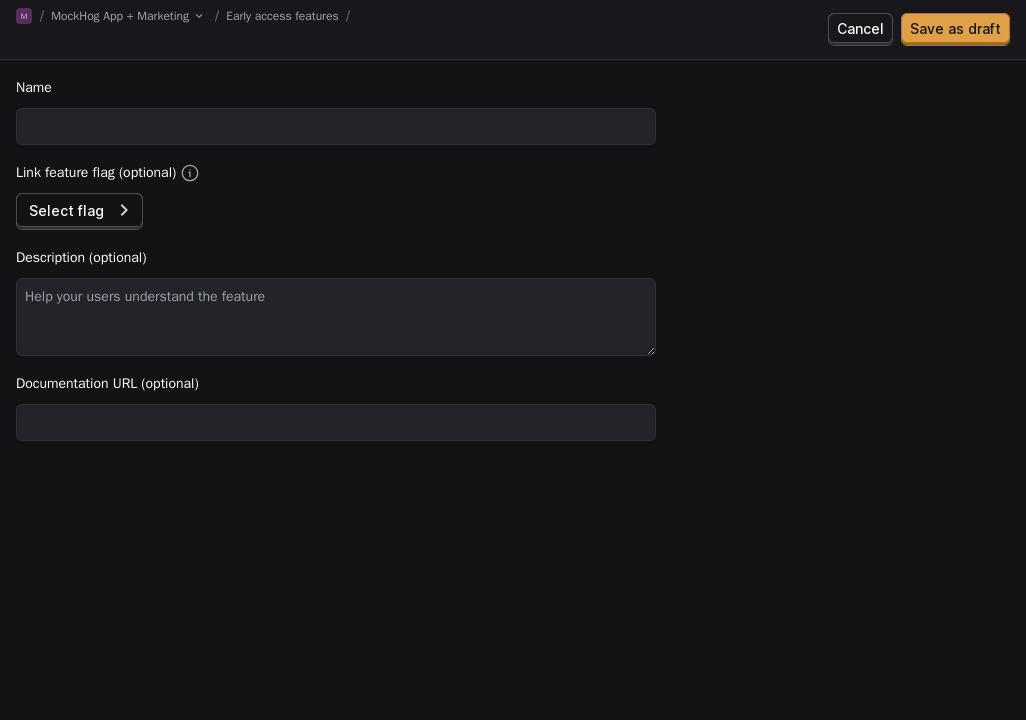 M / MockHog App + Marketing / Early access features /
Cancel
Save as draft
Name
Link feature flag (optional)
Select flag
Description (optional)
Help your users understand the feature
Documentation URL (optional)